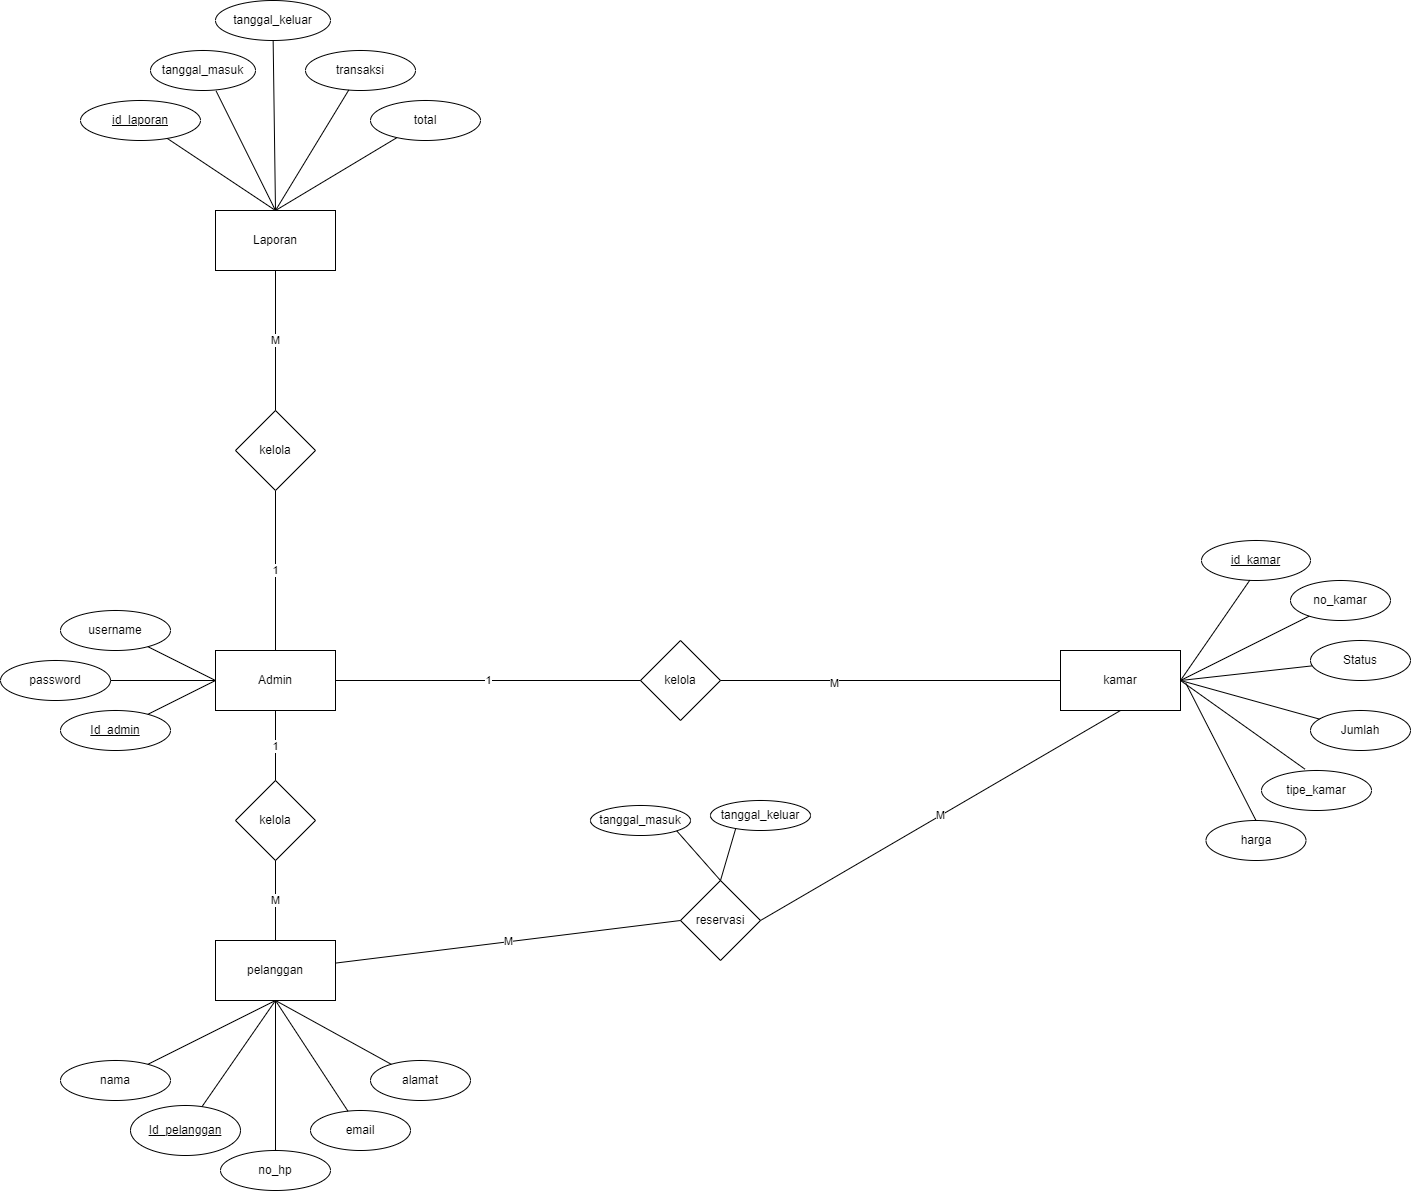 tanggal_keluar
tanggal_masuk
transaksi
id_laporan
total
Laporan
M
kelola
1
username
password
Id_admin
Admin
1
kelola
M
kamar
id_kamar
no_kamar
Status
Jumlah
tipe_kamar
harga
1
kelola
M
tanggal_masuk
tanggal_keluar
reservasi
M
M
pelanggan
nama
Id_pelanggan
no_hp
email
alamat